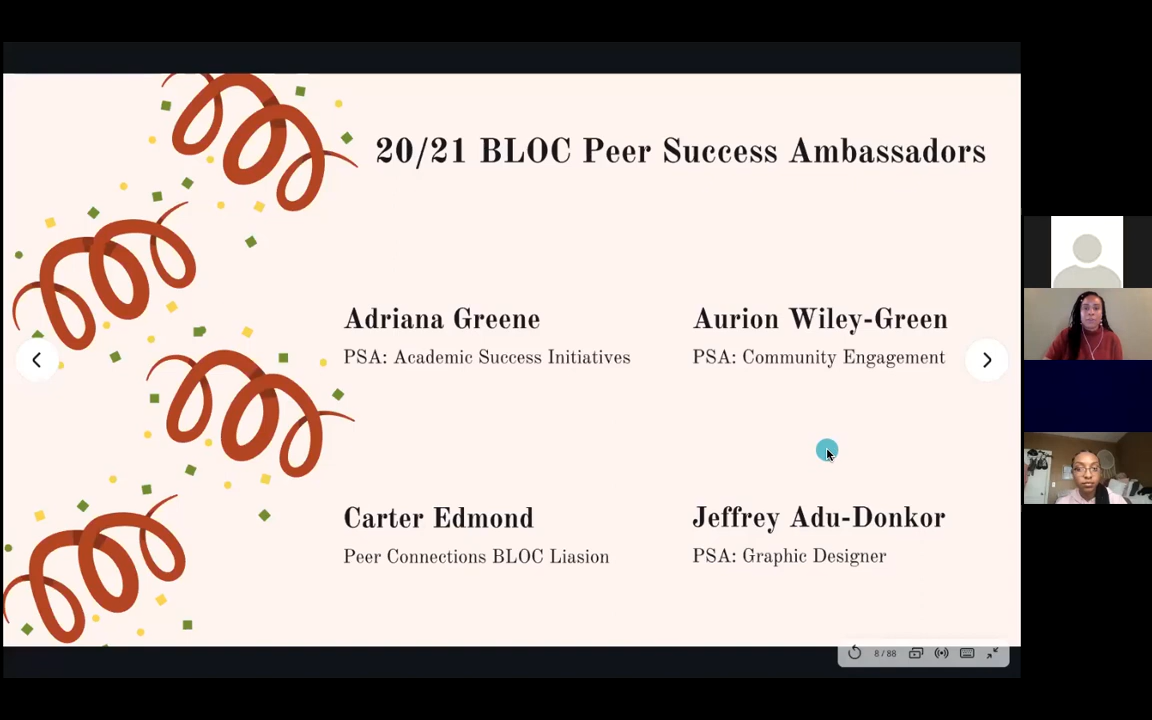 20/21 BLOC Peer Success Ambassadors
Adriana Greene
PSA: Academic Success Initiatives
Aurion Wiley-Green
PSA: Community Engagement
Carter Edmond
Peer Connections BLOC Liasion
Jeffrey Adu-Donkor
PSA: Graphic Designer
8 / 88